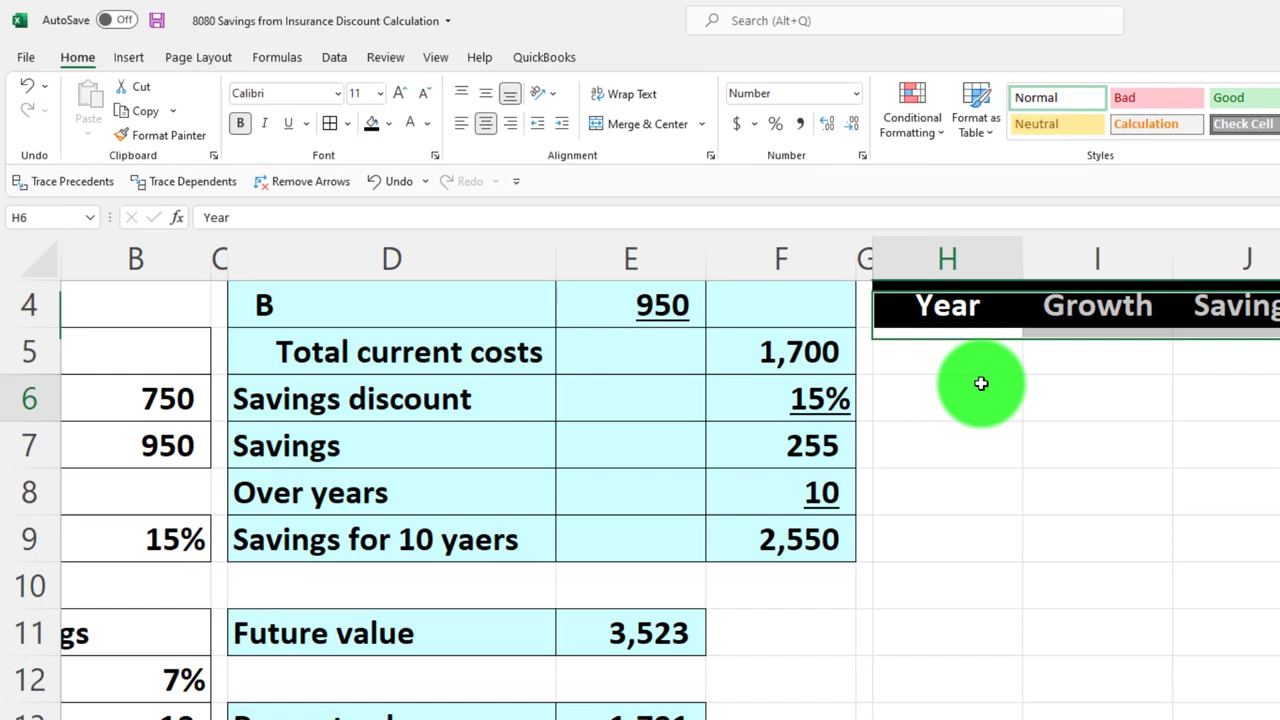 AutoSave Off 8080 Savings from Insurance Discount Calculation Search (Alt+Q)
File Home Insert Page Layout Formulas Data Review View Help QuickBooks
Paste Cut Copy Format Painter
Calibri 11 B I U A
Wrap Text
Merge & Center
Number
$ %
Conditional Formatting Format as Table
Normal Bad Good
Neutral Calculation Check Cell
Undo Clipboard Font Alignment Number Styles
Trace Precedents Trace Dependents Remove Arrows Undo Redo
H6 fx Year
B C D E F G H I J
4 B 950 Year Growth Saving
5 Total current costs 1,700
6 750 Savings discount 15%
7 950 Savings 255
8 Over years 10
9 15% Savings for 10 yaers 2,550
10
11 gs Future value 3,523
12 7%